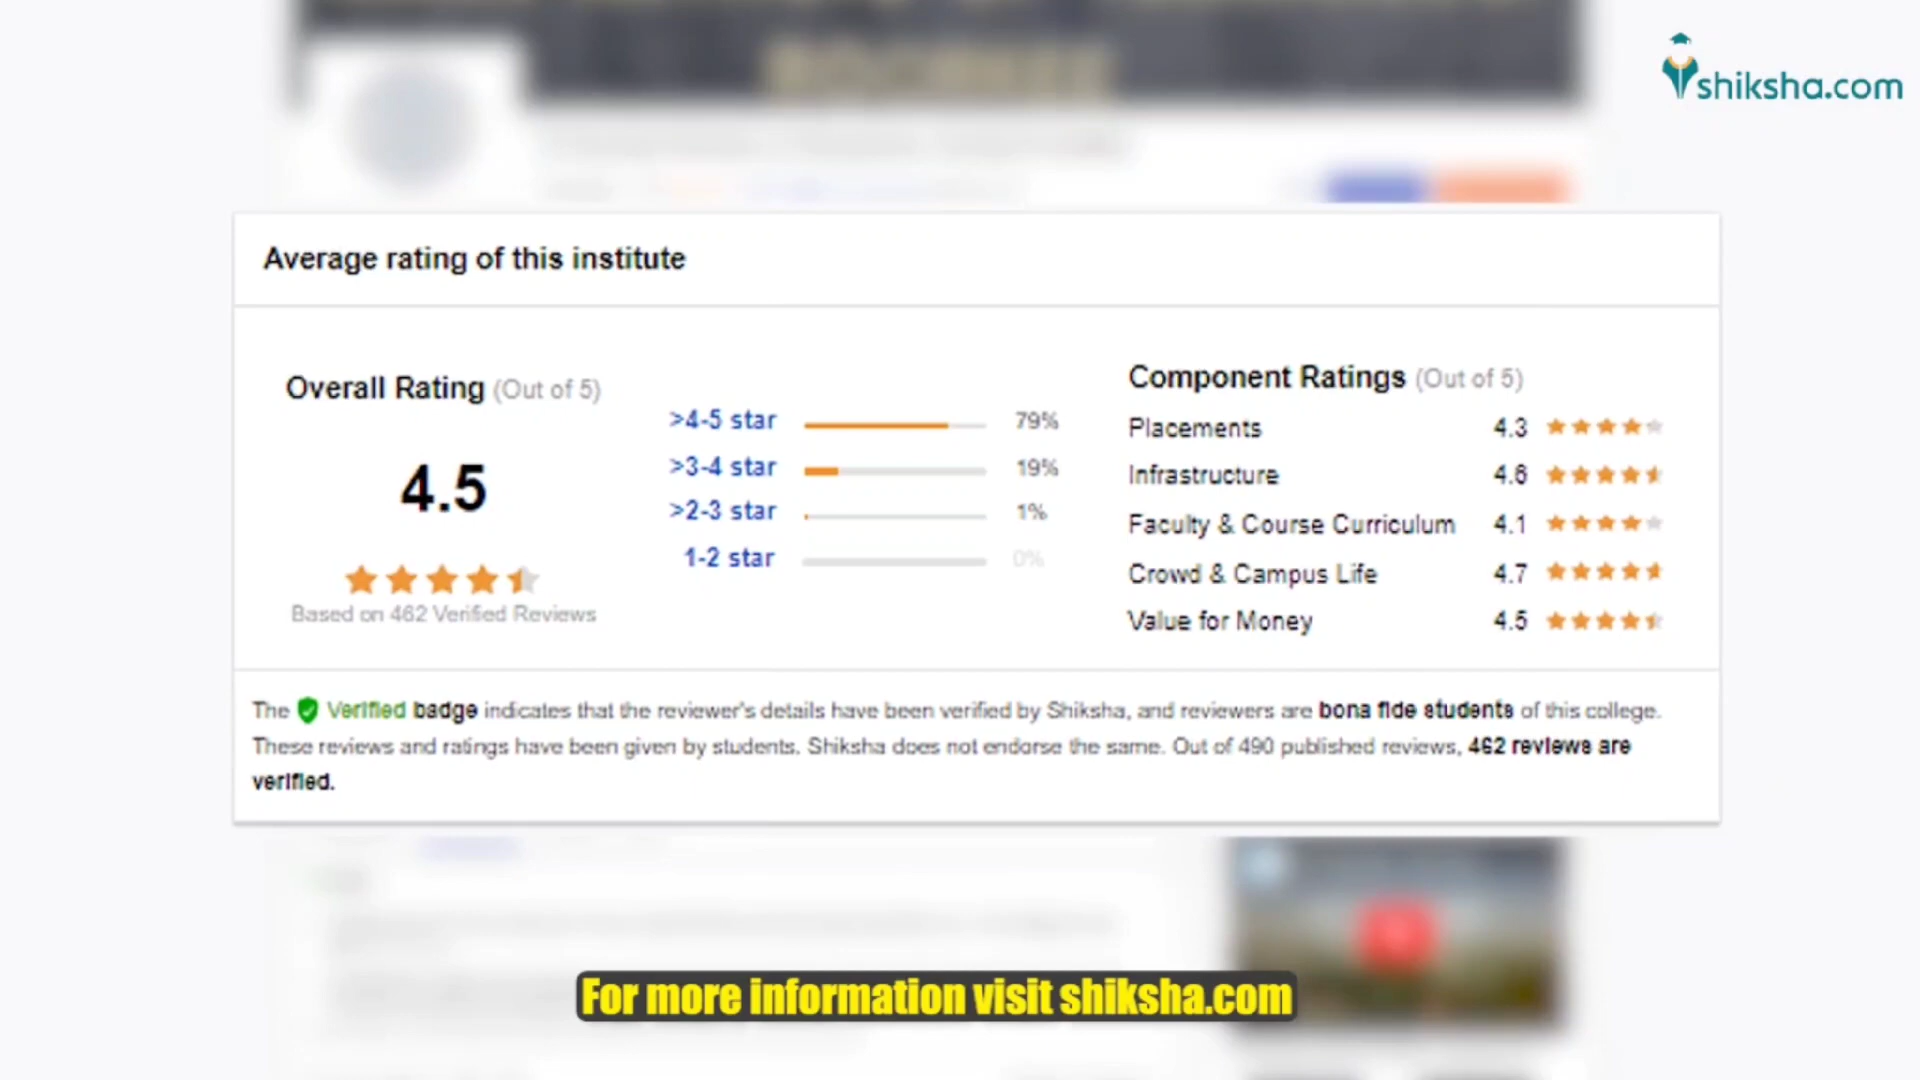 shiksha.com
Average rating of this institute
Overall Rating (Out of 5)
4.5
Based on 462 Verified Reviews
>4-5 star 79%
>3-4 star 19%
>2-3 star 1%
1-2 star 0%
Component Ratings (Out of 5)
Placements 4.3
Infrastructure 4.6
Faculty & Course Curriculum 4.1
Crowd & Campus Life 4.7
Value for Money 4.5
The Verified badge indicates that the reviewer's details have been verified by Shiksha, and reviewers are bona fide students of this college.
These reviews and ratings have been given by students. Shiksha does not endorse the same. Out of 490 published reviews, 462 reviews are
verified.
For more information visit shiksha.com